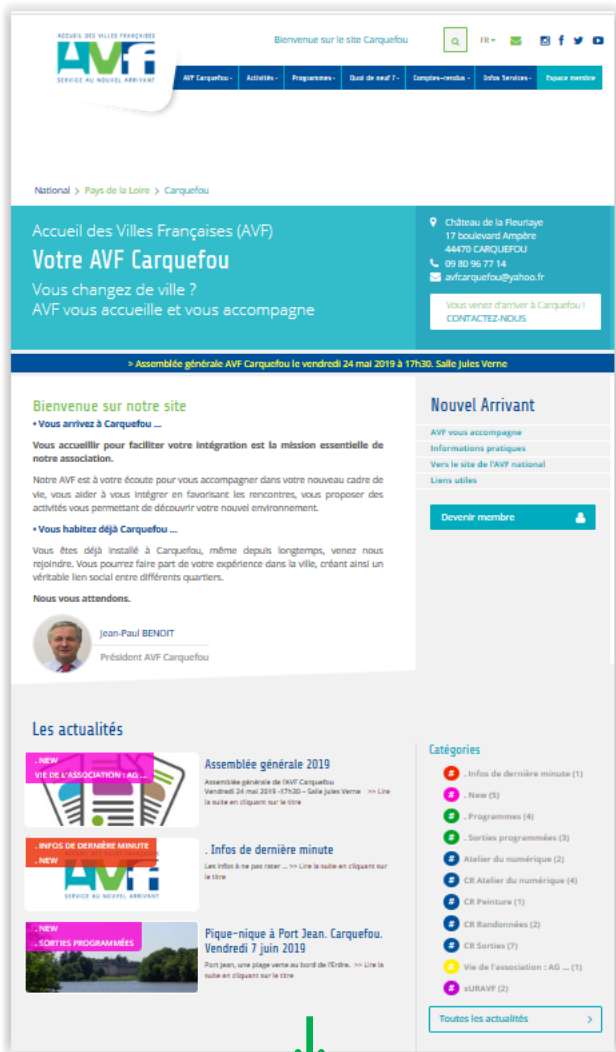 ACCUEIL DES VILLES FRANÇAISES
AVF
SERVICE AU NOUVEL ARRIVANT
Bienvenue sur le site Carquefou
FR
AVF Carquefou - Activités - Programmes - Quoi de neuf ? - Comptes-rendus - Infos Services - Espace membre
National > Pays de la Loire > Carquefou
Accueil des Villes Françaises (AVF)
Votre AVF Carquefou
Vous changez de ville ?
AVF vous accueille et vous accompagne
Château de la Fleuriaye
17 boulevard Ampère
44470 CARQUEFOU
09 80 96 77 14
avfcarquefou@yahoo.fr
Vous venez d'arriver à Carquefou !
CONTACTEZ-NOUS
> Assemblée générale AVF Carquefou le vendredi 24 mai 2019 à 17h30. Salle Jules Verne
Bienvenue sur notre site
• Vous arrivez à Carquefou ...
Vous accueillir pour faciliter votre intégration est la mission essentielle de
notre association.
Notre AVF est à votre écoute pour vous accompagner dans votre nouveau cadre de
vie, vous aider à vous intégrer en favorisant les rencontres, vous proposer des
activités vous permettant de découvrir votre nouvel environnement.
• Vous habitez déjà Carquefou ...
Vous êtes déjà installé à Carquefou, même depuis longtemps, venez nous
rejoindre. Vous pourrez faire part de votre expérience dans la ville, créant ainsi un
véritable lien social entre différents quartiers.
Nous vous attendons.
Jean-Paul BENOIT
Président AVF Carquefou
Nouvel Arrivant
AVF vous accompagne
Informations pratiques
Vers le site de l'AVF national
Liens utiles
Devenir membre
Les actualités
. NEW
VIE DE L'ASSOCIATION : AG ...
Assemblée générale 2019
Assemblée générale de l'AVF Carquefou
Vendredi 24 mai 2019 -17h30 – Salle Jules Verne >> Lire
la suite en cliquant sur le titre
. INFOS DE DERNIÈRE MINUTE
. NEW
SERVICE AU NOUVEL ARRIVANT
. Infos de dernière minute
Les infos à ne pas rater ... >> Lire la suite en cliquant sur
le titre
. NEW
. SORTIES PROGRAMMÉES
Pique-nique à Port Jean. Carquefou.
Vendredi 7 juin 2019
Port Jean, une plage verte au bord de l'Erdre. >> Lire la
suite en cliquant sur le titre
Catégories
# . Infos de dernière minute (1)
# . New (5)
# . Programmes (4)
# . Sorties programmées (3)
# Atelier du numérique (2)
# CR Atelier du numérique (4)
# CR Peinture (1)
# CR Randonnées (2)
# CR Sorties (7)
# Vie de l'association : AG ... (1)
# xURAVF (2)
Toutes les actualités >